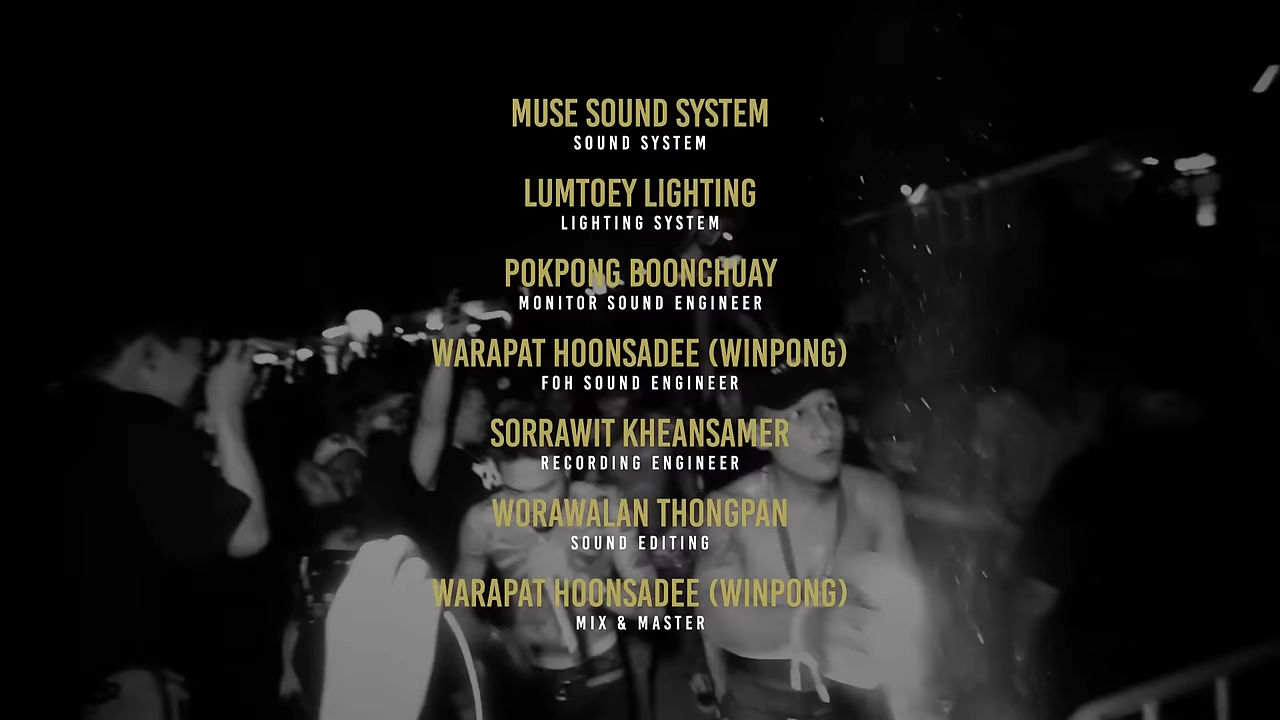 MUSE SOUND SYSTEM
SOUND SYSTEM
LUMTOEY LIGHTING
LIGHTING SYSTEM
POKPONG BOONCHUAY
MONITOR SOUND ENGINEER
WARAPAT HOONSADEE (WINPONG)
FOH SOUND ENGINEER
SORRAWIT KHEANSAMER
RECORDING ENGINEER
WORAWALAN THONGPAN
SOUND EDITING
WARAPAT HOONSADEE (WINPONG)
MIX & MASTER